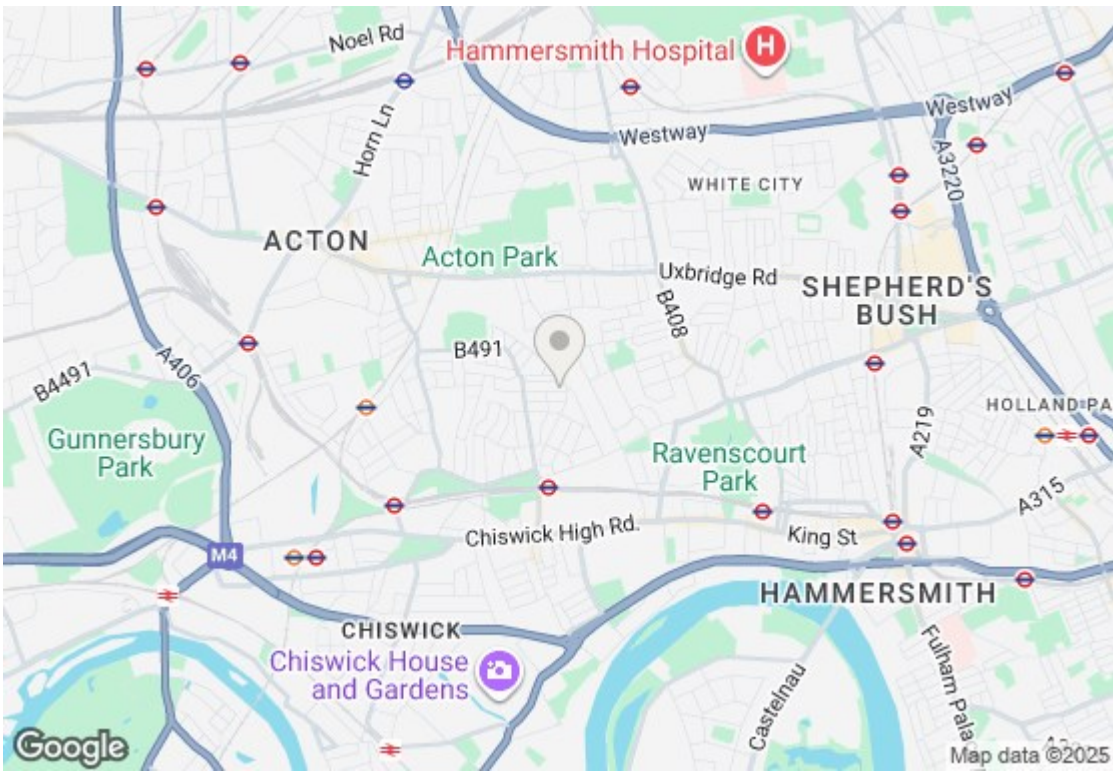 Noel Rd
Hammersmith Hospital
H
Horn Ln
Westway
Westway
A3220
WHITE CITY
ACTON
Acton Park
Uxbridge Rd
SHEPHERD'S
BUSH
B408
B491
A406
B4491
HOLLAND PA
A219
Gunnersbury
Park
Ravenscourt
Park
A315
Chiswick High Rd.
King St
M4
HAMMERSMITH
CHISWICK
Chiswick House
and Gardens
Castelnau
Fulham Pala
Google
Map data ©2025